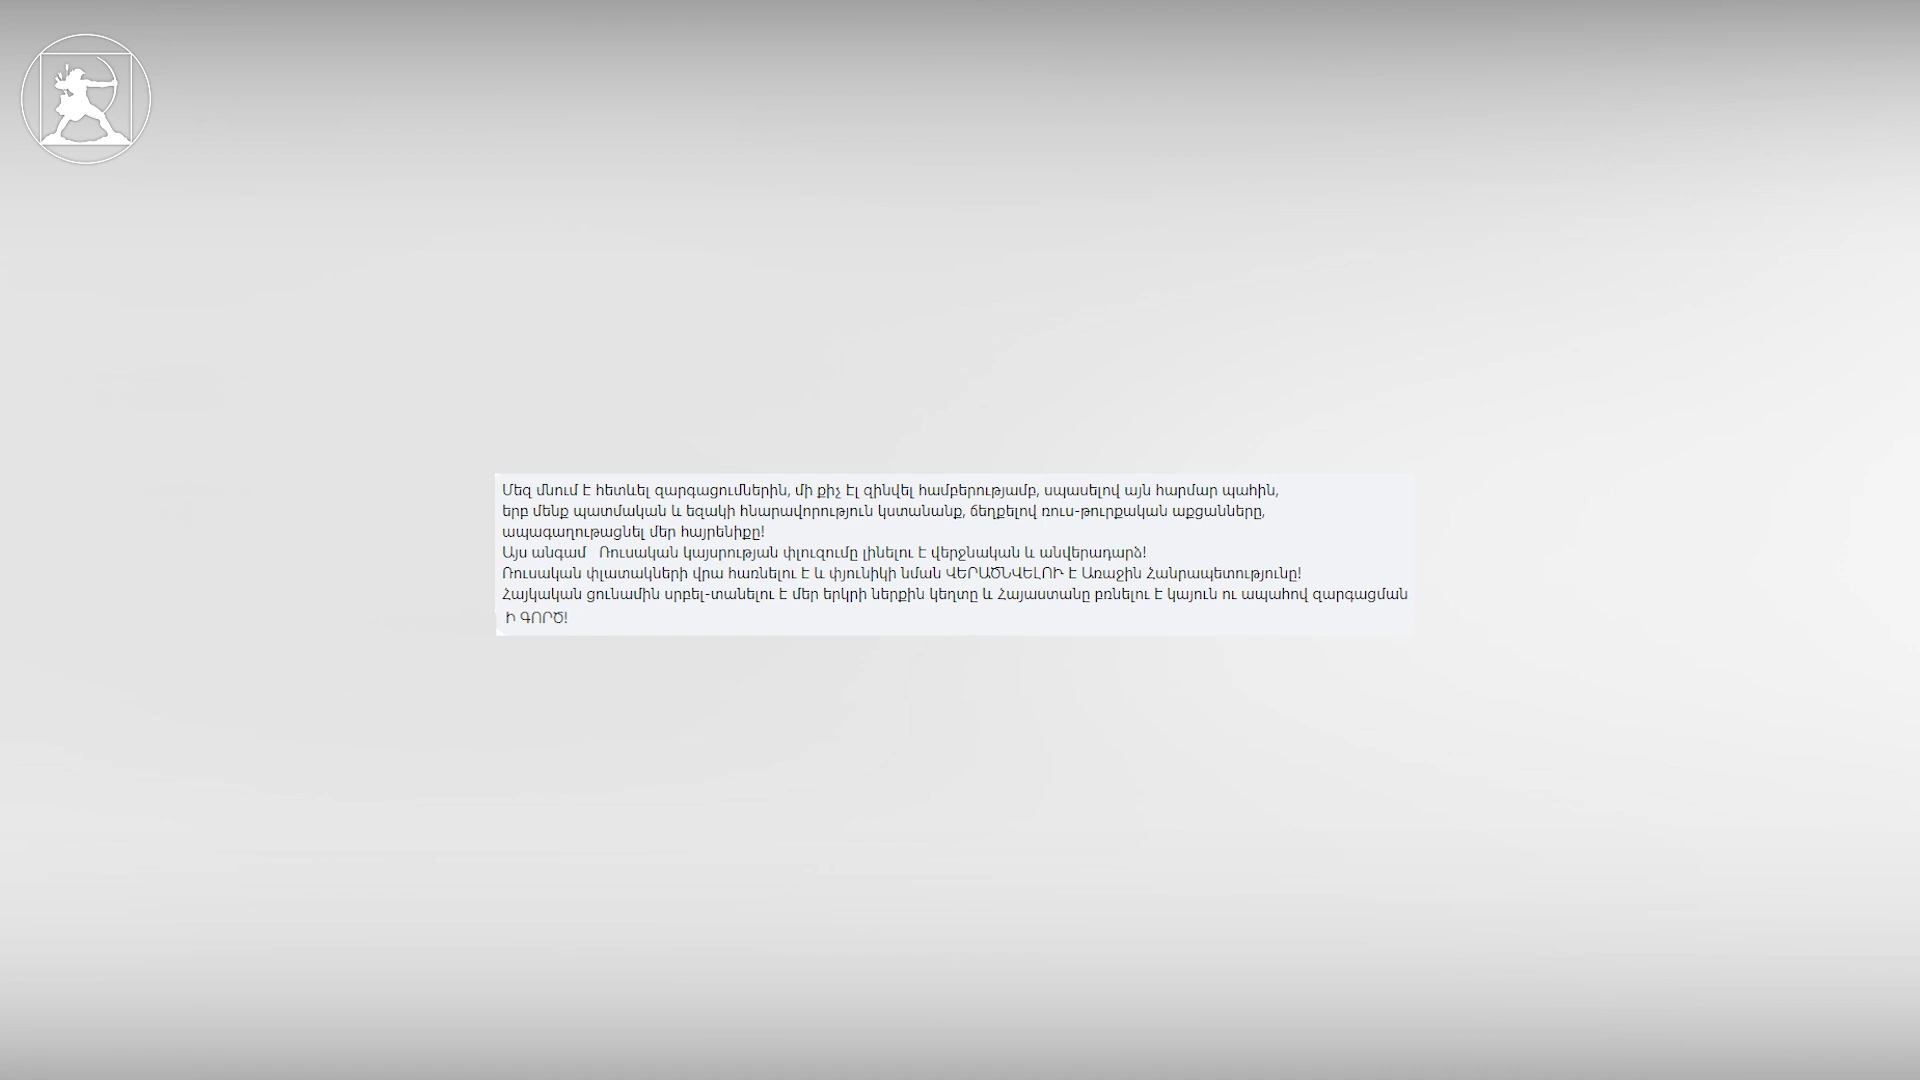 Մեզ մնում է հետևել զարգացումներին, մի քիչ էլ զինվել համբերությամբ, սպասելով այն հարմար պահին,
երբ մենք պատմական և եզակի հնարավորություն կստանանք, ճեղքելով ռուս-թուրքական աքցանները,
ապագաղութացնել մեր հայրենիքը!
Այս անգամ Ռուսական կայսրության փլուզումը լինելու է վերջնական և անվերադարձ!
Ռուսական փլատակների վրա հառնելու է և փյունիկի նման ՎԵՐԱԾՆՎԵԼՈՒ է Առաջին Հանրապետությունը!
Հայկական ցունամին սրբել-տանելու է մեր երկրի ներքին կեղտը և Հայաստանը բռնելու է կայուն ու ապահով զարգացման
Ի ԳՈՐԾ!